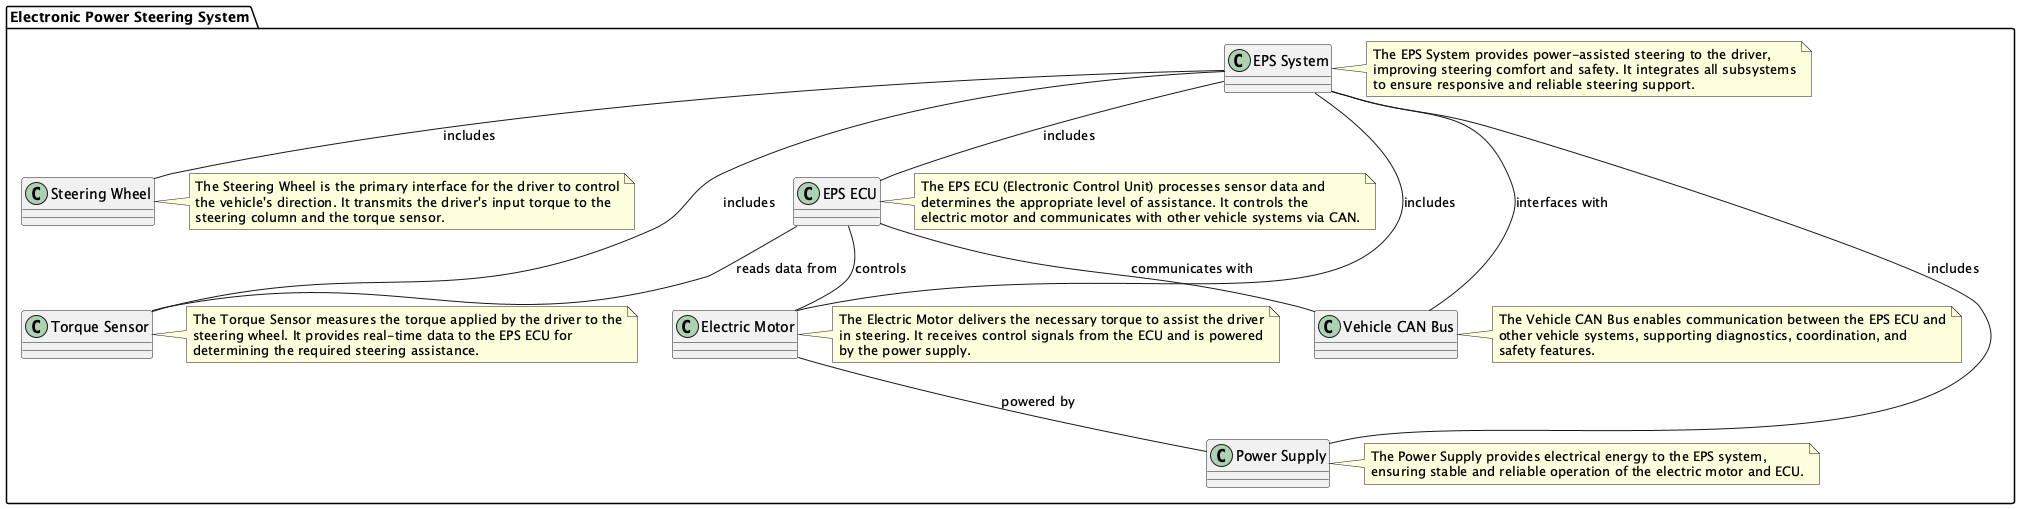 Electronic Power Steering System
C EPS System
The EPS System provides power-assisted steering to the driver,
improving steering comfort and safety. It integrates all subsystems
to ensure responsive and reliable steering support.
includes
includes
C Steering Wheel
The Steering Wheel is the primary interface for the driver to control
the vehicle's direction. It transmits the driver's input torque to the
steering column and the torque sensor.
includes
C EPS ECU
The EPS ECU (Electronic Control Unit) processes sensor data and
determines the appropriate level of assistance. It controls the
electric motor and communicates with other vehicle systems via CAN.
includes
interfaces with
reads data from
controls
communicates with
includes
C Torque Sensor
The Torque Sensor measures the torque applied by the driver to the
steering wheel. It provides real-time data to the EPS ECU for
determining the required steering assistance.
C Electric Motor
The Electric Motor delivers the necessary torque to assist the driver
in steering. It receives control signals from the ECU and is powered
by the power supply.
C Vehicle CAN Bus
The Vehicle CAN Bus enables communication between the EPS ECU and
other vehicle systems, supporting diagnostics, coordination, and
safety features.
powered by
C Power Supply
The Power Supply provides electrical energy to the EPS system,
ensuring stable and reliable operation of the electric motor and ECU.